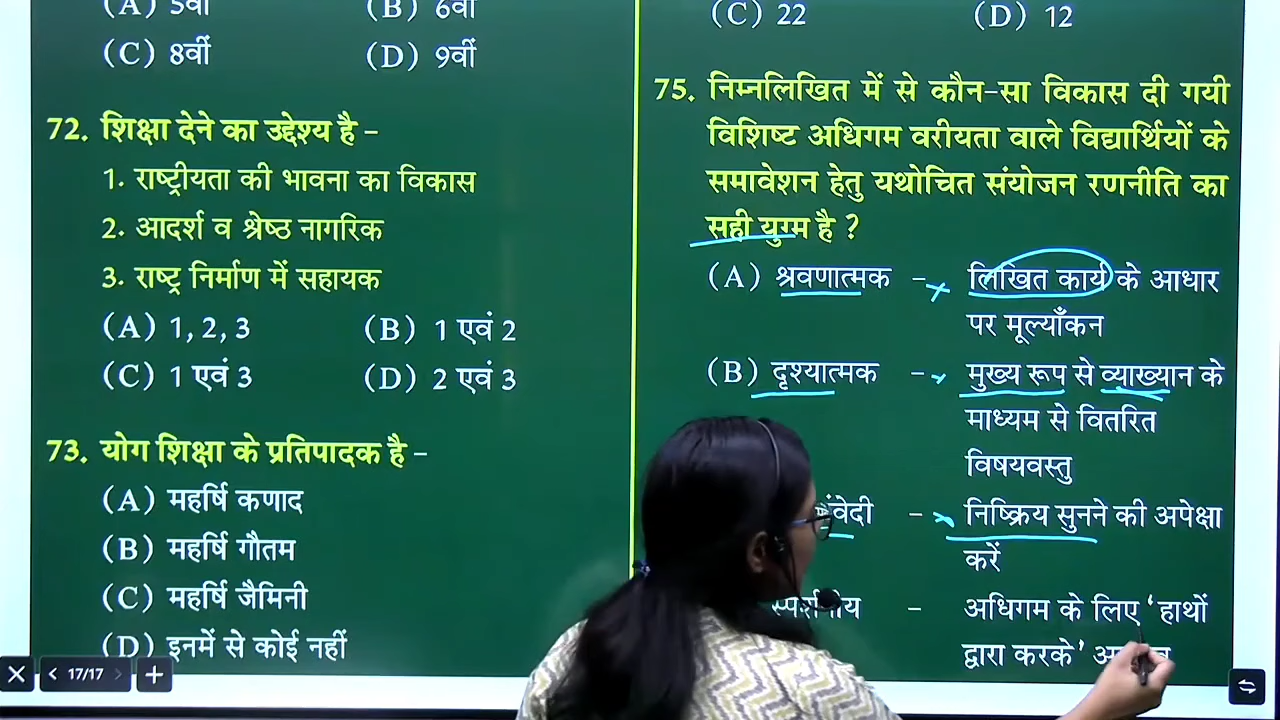 (A) 5वीं
(B) 6वीं
(C) 8वीं
(D) 9वीं
72. शिक्षा देने का उद्देश्य है –
1. राष्ट्रीयता की भावना का विकास
2. आदर्श व श्रेष्ठ नागरिक
3. राष्ट्र निर्माण में सहायक
(A) 1, 2, 3
(B) 1 एवं 2
(C) 1 एवं 3
(D) 2 एवं 3
73. योग शिक्षा के प्रतिपादक है –
(A) महर्षि कणाद
(B) महर्षि गौतम
(C) महर्षि जैमिनी
(D) इनमें से कोई नहीं
(C) 22
(D) 12
75. निम्नलिखित में से कौन-सा विकास दी गयी
विशिष्ट अधिगम वरीयता वाले विद्यार्थियों के
समावेशन हेतु यथोचित संयोजन रणनीति का
सही युग्म है ?
(A) श्रवणात्मक – लिखित कार्य के आधार
पर मूल्याँकन
(B) दृश्यात्मक – मुख्य रूप से व्याख्यान के
माध्यम से वितरित
विषयवस्तु
– निष्क्रिय सुनने की अपेक्षा
करें
– अधिगम के लिए ‘हाथों
द्वारा करके’
17/17